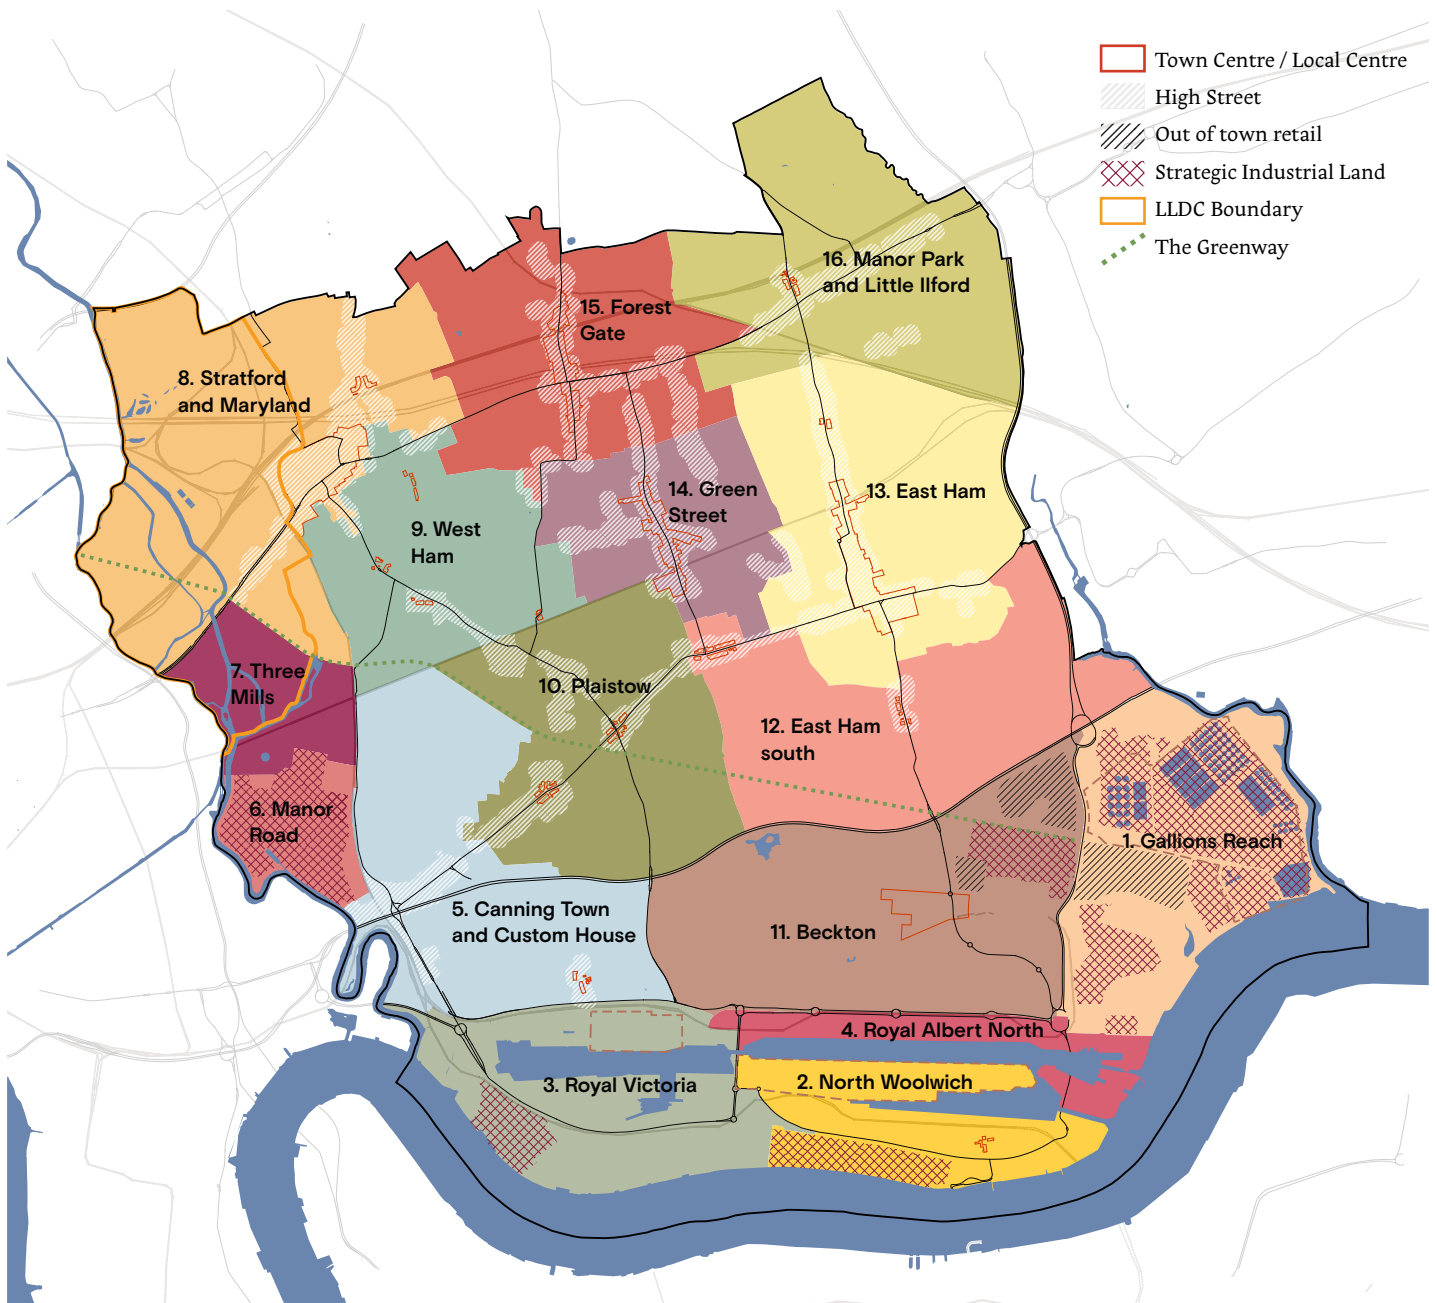 Town Centre / Local Centre
High Street
Out of town retail
Strategic Industrial Land
LLDC Boundary
The Greenway
16. Manor Park
and Little Ilford
15. Forest
Gate
8. Stratford
and Maryland
14. Green
Street
13. East Ham
9. West
Ham
7. Three
Mills
10. Plaistow
12. East Ham
south
6. Manor
Road
1. Gallions Reach
5. Canning Town
and Custom House
11. Beckton
4. Royal Albert North
3. Royal Victoria
2. North Woolwich